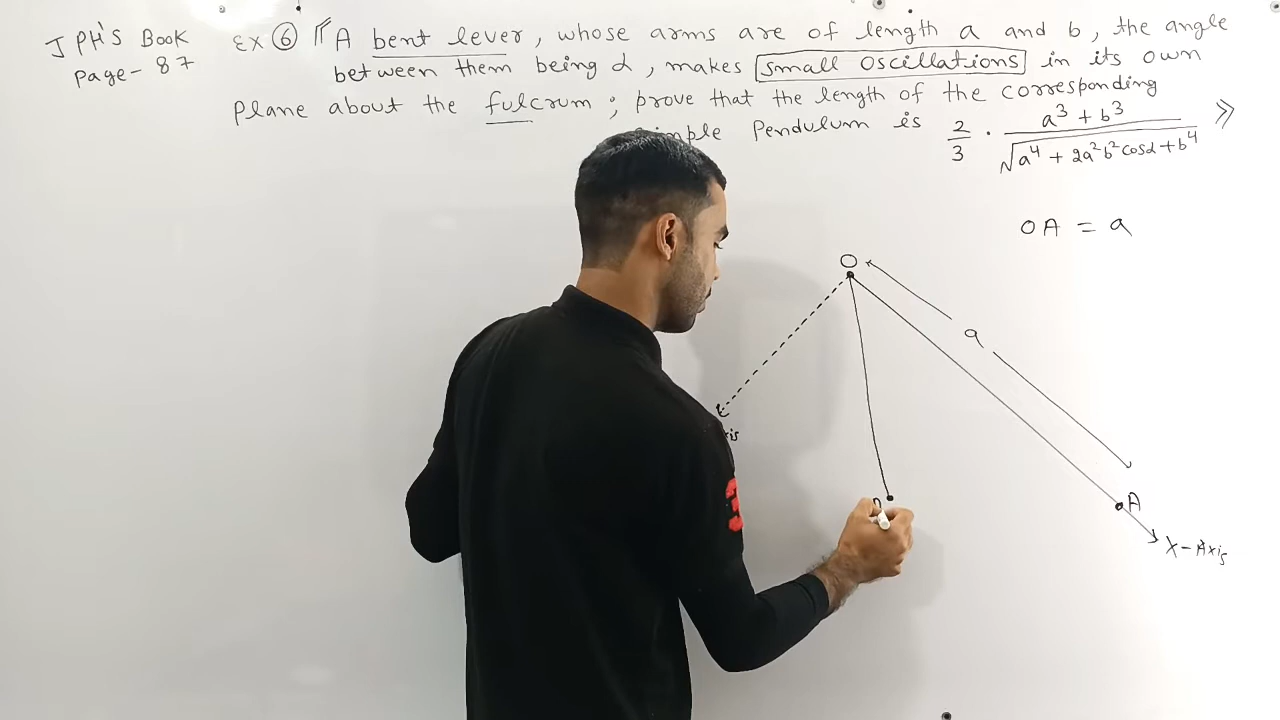 J PH'S Book
page- 87
Ex ⑥ "A bent lever, whose arms are of length a and b, the angle
between them being α, makes small oscillations in its own
plane about the fulcrum; prove that the length of the corresponding
simple Pendulum is 2/3 · (a³ + b³)/√(a⁴ + 2a²b²cosα + b⁴) »
OA = a
O
a
A
X-Axis